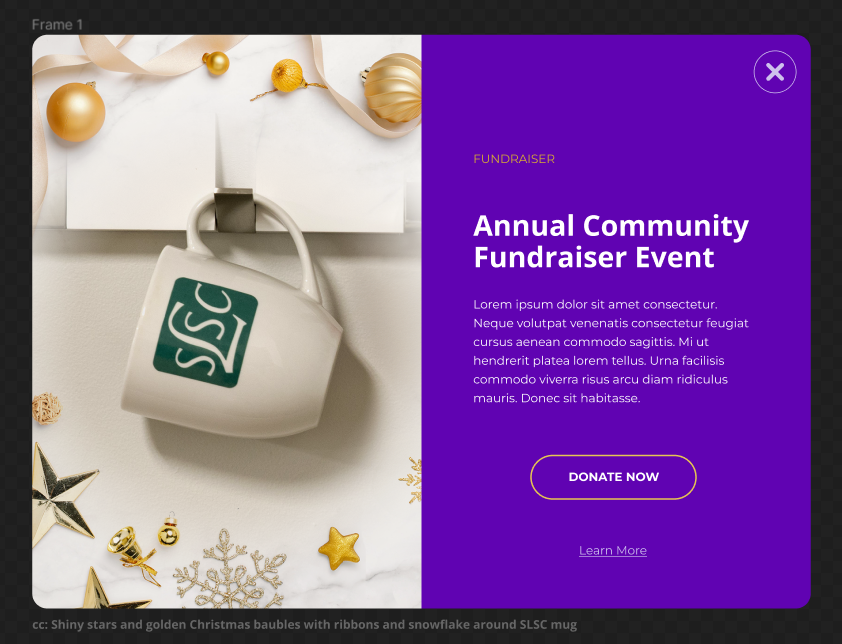 Frame 1
SLSC
FUNDRAISER
Annual Community
Fundraiser Event
Lorem ipsum dolor sit amet consectetur.
Neque volutpat venenatis consectetur feugiat
cursus aenean commodo sagittis. Mi ut
hendrerit platea lorem tellus. Urna facilisis
commodo viverra risus arcu diam ridiculus
mauris. Donec sit habitasse.
DONATE NOW
Learn More
cc: Shiny stars and golden Christmas baubles with ribbons and snowflake around SLSC mug